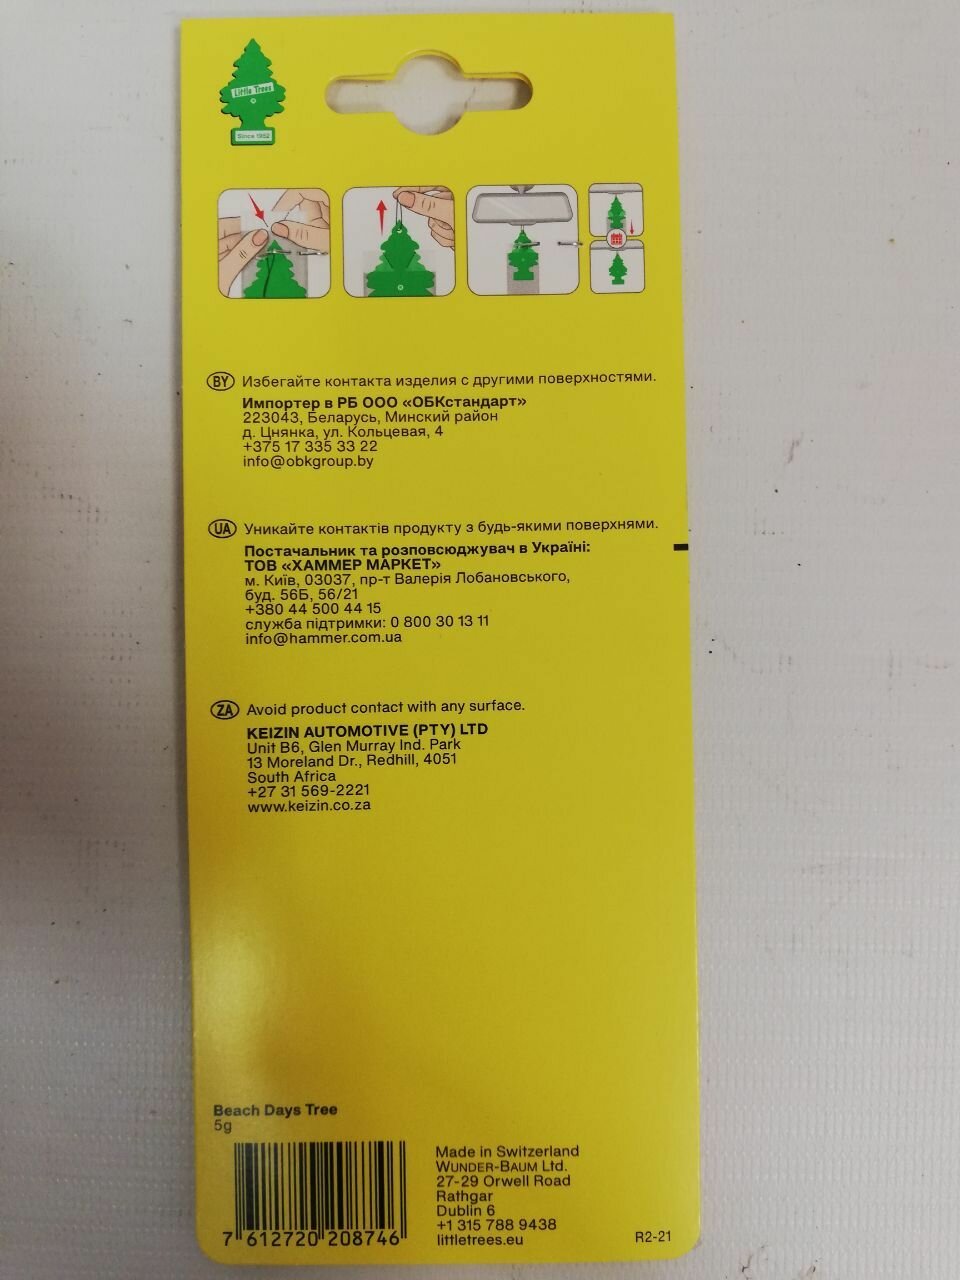 Little Trees
Since 1952
BY Избегайте контакта изделия с другими поверхностями.
Импортер в РБ ООО «ОБКстандарт»
223043, Беларусь, Минский район
д. Цнянка, ул. Кольцевая, 4
+375 17 335 33 22
info@obkgroup.by
UA Уникайте контактів продукту з будь-якими поверхнями.
Постачальник та розповсюджувач в Україні:
ТОВ «ХАММЕР МАРКЕТ»
м. Київ, 03037, пр-т Валерія Лобановського,
буд. 56Б, 56/21
+380 44 500 44 15
служба підтримки: 0 800 30 13 11
info@hammer.com.ua
ZA Avoid product contact with any surface.
KEIZIN AUTOMOTIVE (PTY) LTD
Unit B6, Glen Murray Ind. Park
13 Moreland Dr., Redhill, 4051
South Africa
+27 31 569-2221
www.keizin.co.za
Beach Days Tree
5g
7 612720 208746
Made in Switzerland
WUNDER-BAUM Ltd.
27-29 Orwell Road
Rathgar
Dublin 6
+1 315 788 9438
littletrees.eu
R2-21